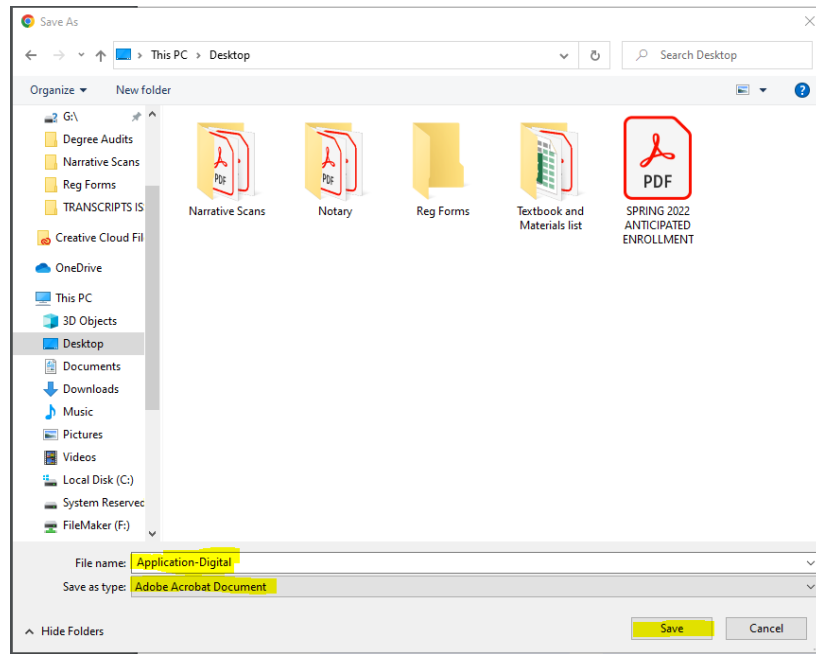 Save As
This PC › Desktop
Search Desktop
Organize
New folder
G:\
Degree Audits
Narrative Scans
Reg Forms
TRANSCRIPTS IS
Creative Cloud Fil
OneDrive
This PC
3D Objects
Desktop
Documents
Downloads
Music
Pictures
Videos
Local Disk (C:)
System Reserved
FileMaker (F:)
PDF
Narrative Scans
PDF
Notary
Reg Forms
Textbook and
Materials list
PDF
SPRING 2022
ANTICIPATED
ENROLLMENT
File name: Application-Digital
Save as type: Adobe Acrobat Document
Hide Folders
Save
Cancel